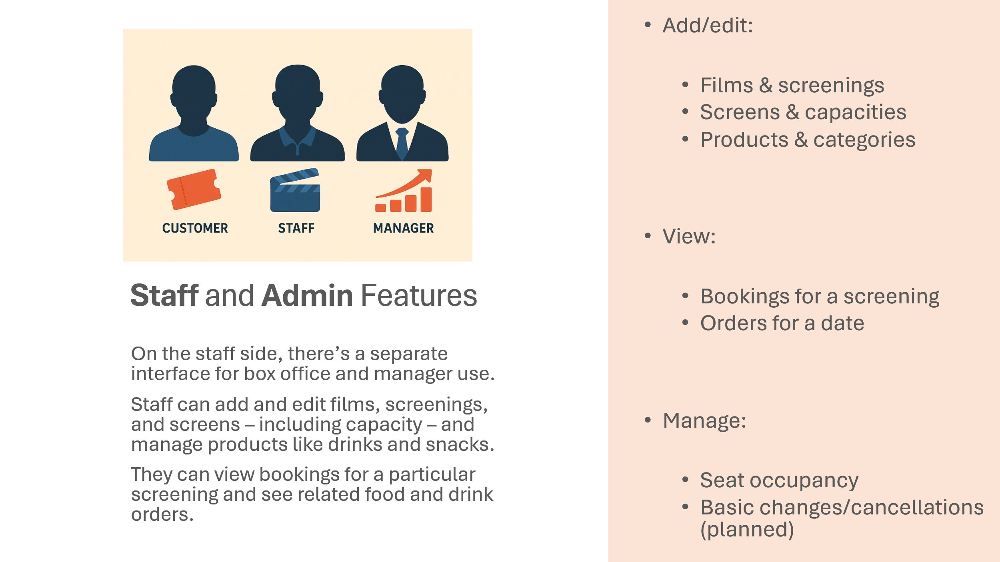 CUSTOMER
STAFF
MANAGER
Staff and Admin Features
On the staff side, there’s a separate
interface for box office and manager use.
Staff can add and edit films, screenings,
and screens – including capacity – and
manage products like drinks and snacks.
They can view bookings for a particular
screening and see related food and drink
orders.
• Add/edit:
• Films & screenings
• Screens & capacities
• Products & categories
• View:
• Bookings for a screening
• Orders for a date
• Manage:
• Seat occupancy
• Basic changes/cancellations
(planned)